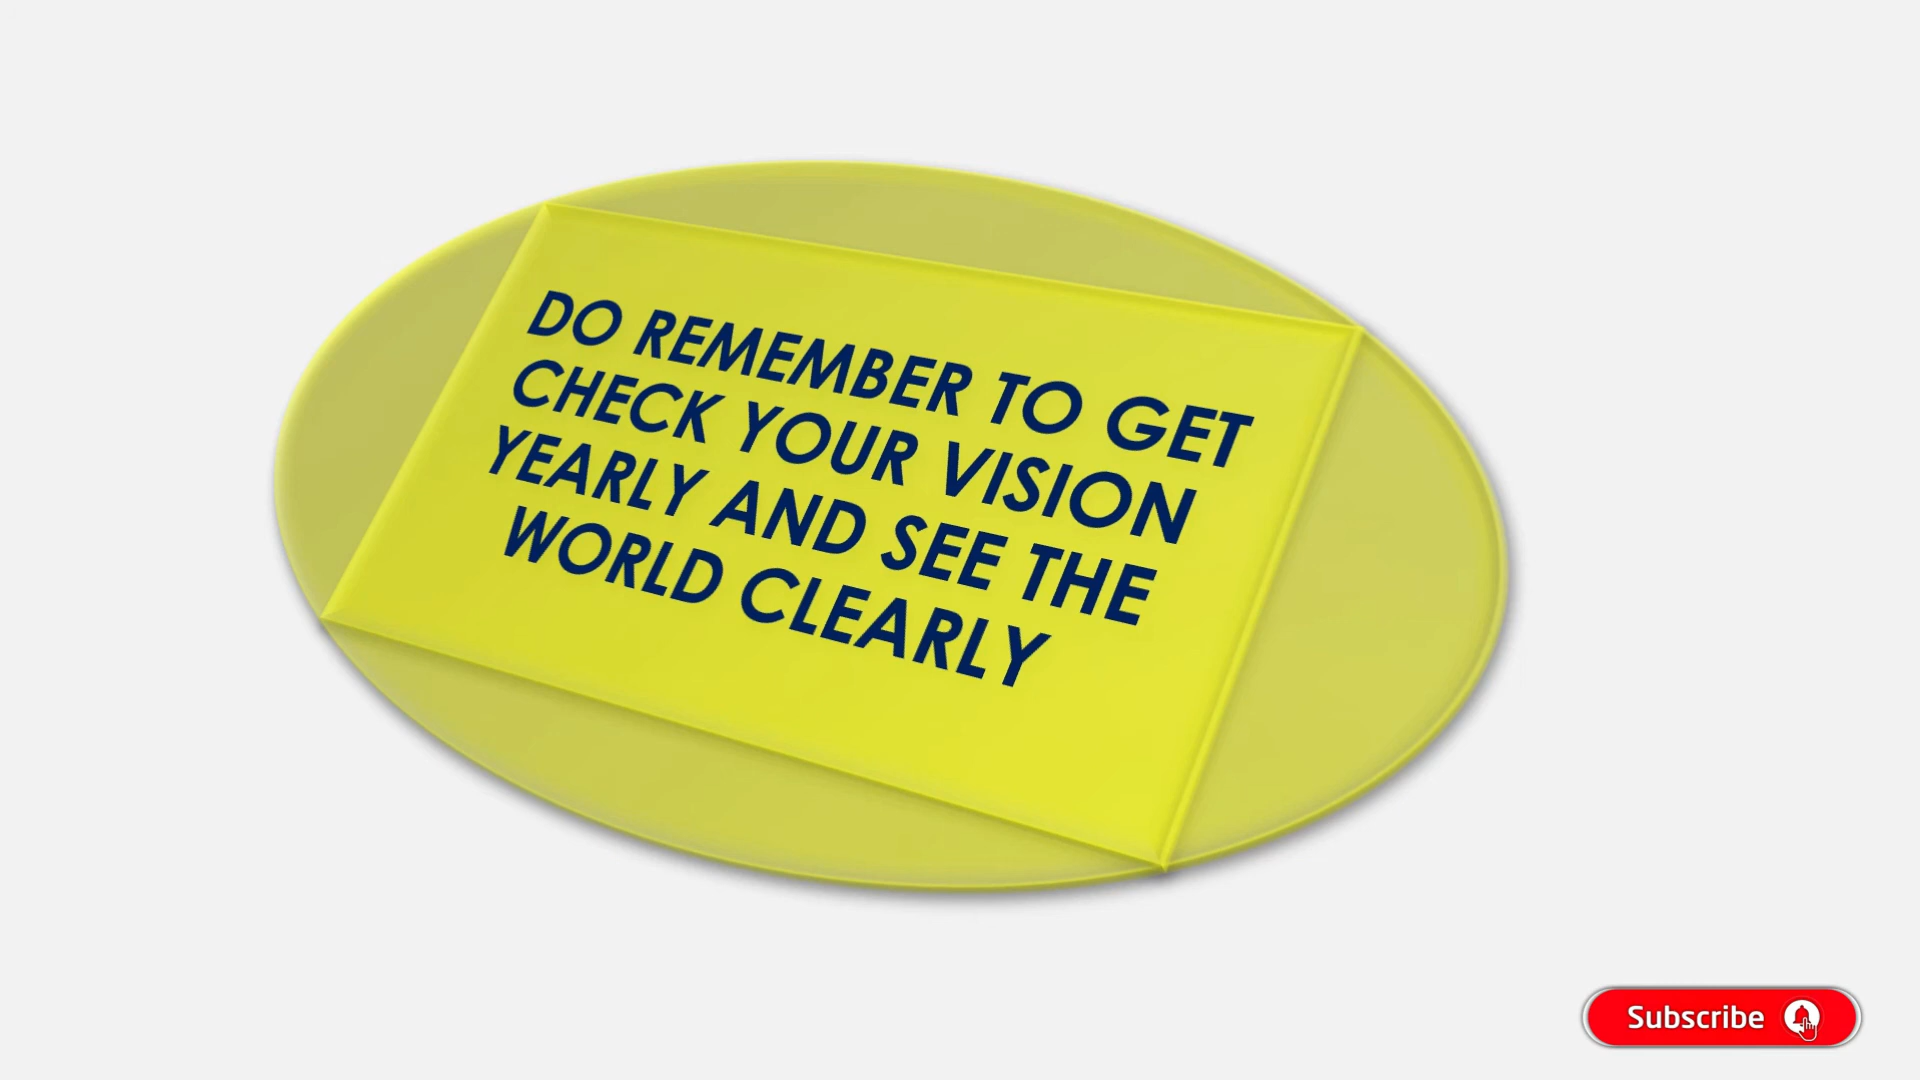 DO REMEMBER TO GET
CHECK YOUR VISION
YEARLY AND SEE THE
WORLD CLEARLY
Subscribe